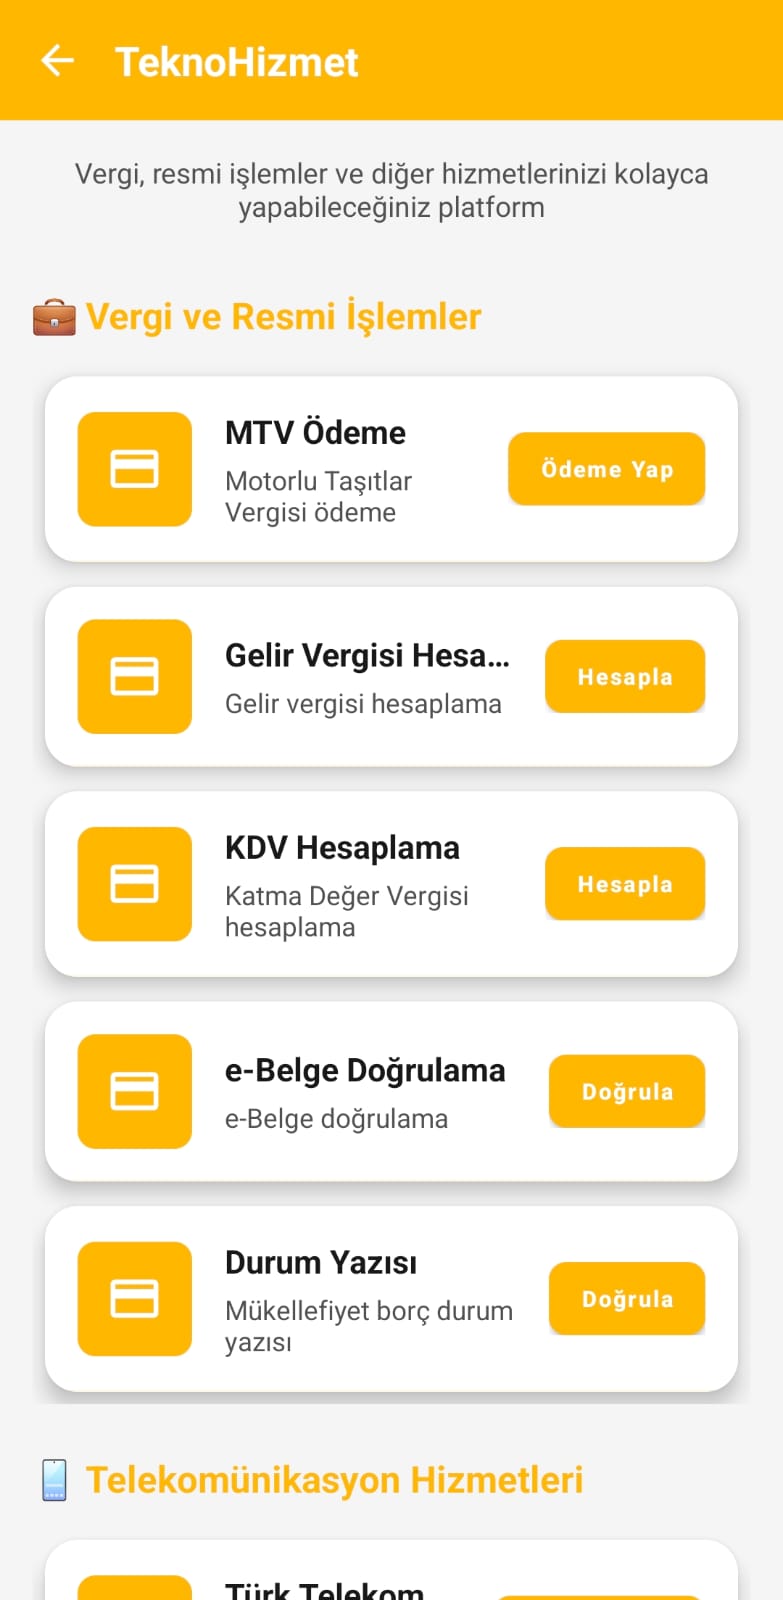 TeknoHizmet
Vergi, resmi işlemler ve diğer hizmetlerinizi kolayca
yapabileceğiniz platform
Vergi ve Resmi İşlemler
MTV Ödeme
Motorlu Taşıtlar
Vergisi ödeme
Ödeme Yap
Gelir Vergisi Hesa...
Gelir vergisi hesaplama
Hesapla
KDV Hesaplama
Katma Değer Vergisi
hesaplama
Hesapla
e-Belge Doğrulama
e-Belge doğrulama
Doğrula
Durum Yazısı
Mükellefiyet borç durum
yazısı
Doğrula
Telekomünikasyon Hizmetleri
Türk Telekom